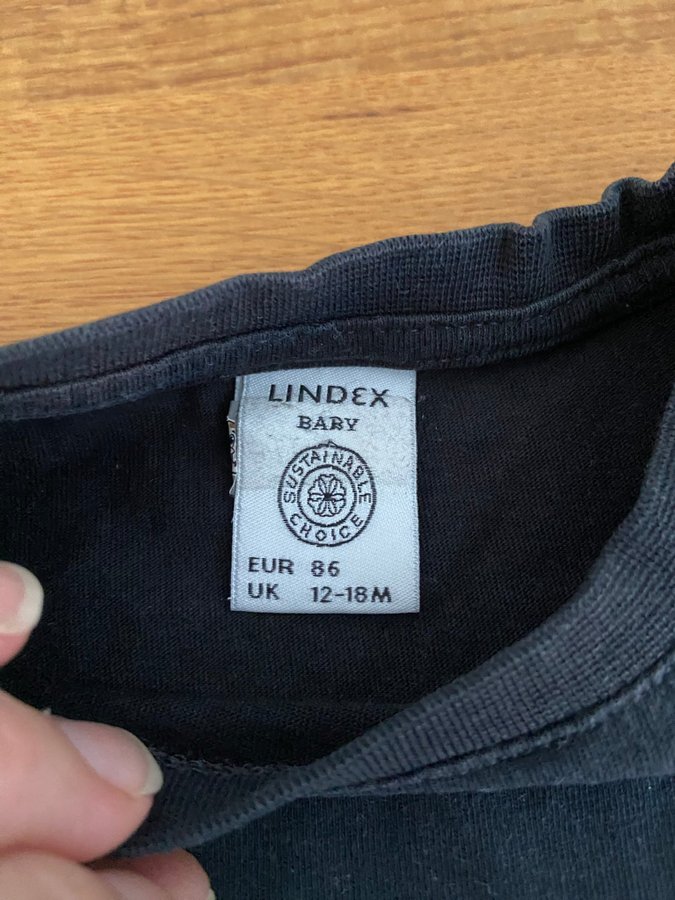 LINDEX
BABY
SUSTAINABLE
CHOICE
EUR 86
UK 12-18M